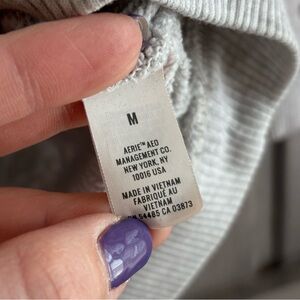 M
AERIE™ AEO
MANAGEMENT CO.
NEW YORK, NY
10016 USA
MADE IN VIETNAM
FABRIQUÉ AU
VIETNAM
RN 54485 CA 03873